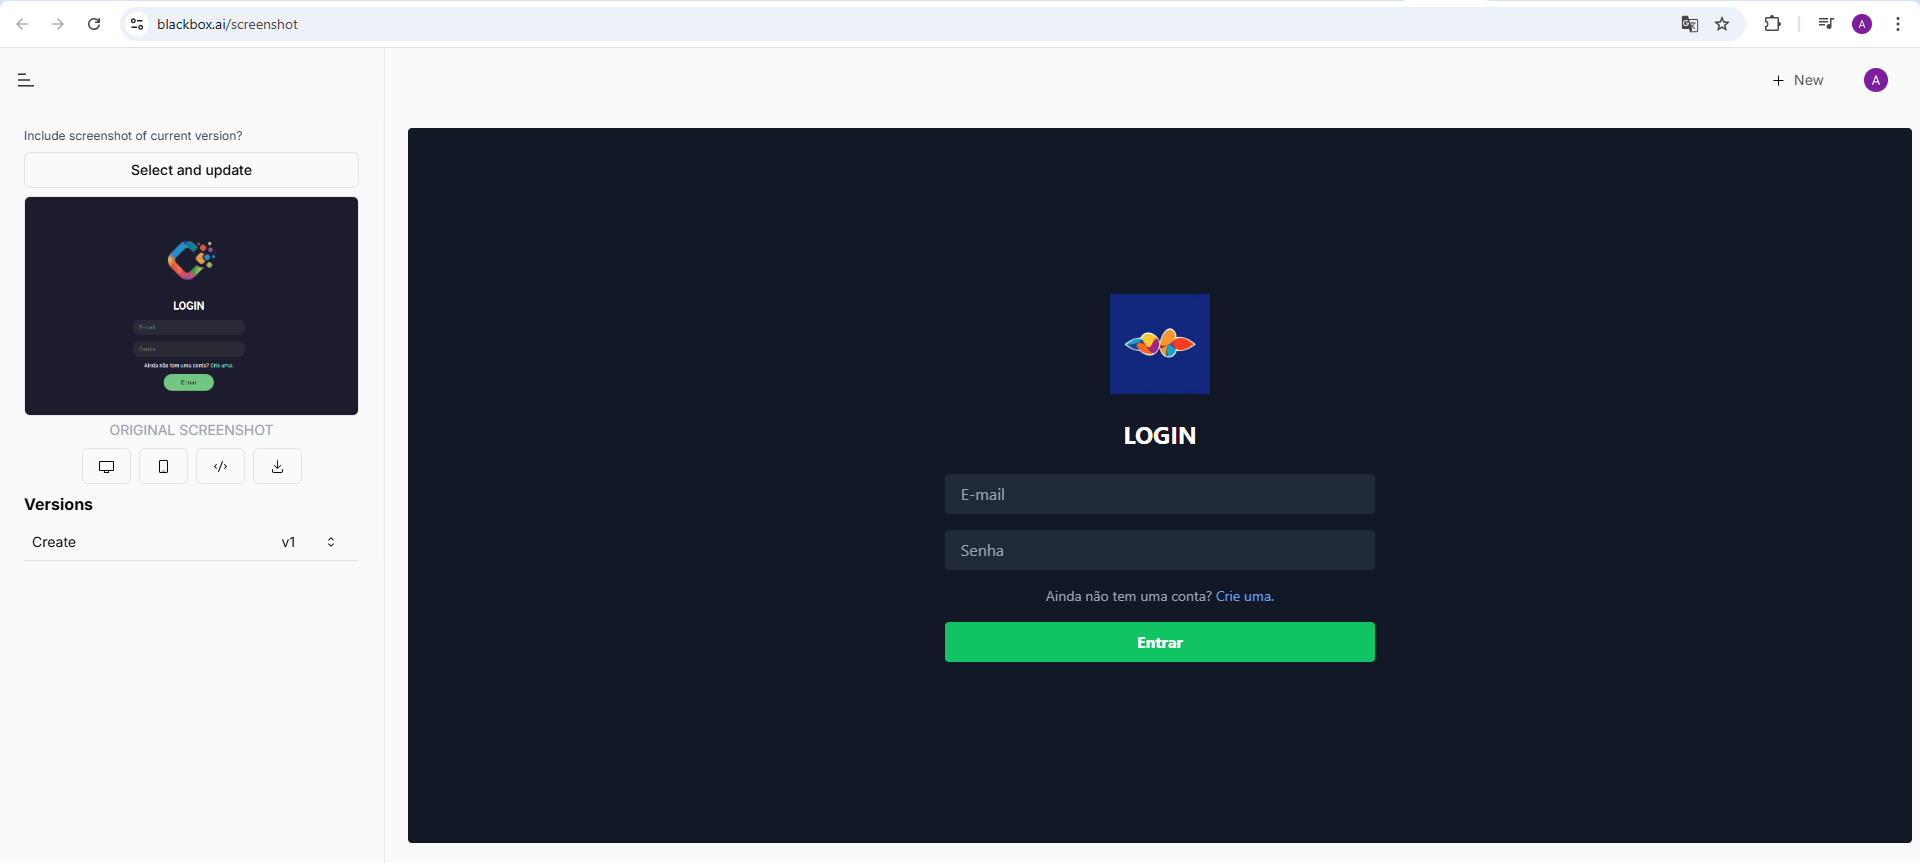 blackbox.ai/screenshot
A
New
A
Include screenshot of current version?
Select and update
LOGIN
E-mail
Senha
Ainda não tem uma conta? Crie uma.
Entrar
ORIGINAL SCREENSHOT
Versions
Create v1
LOGIN
E-mail
Senha
Ainda não tem uma conta? Crie uma.
Entrar